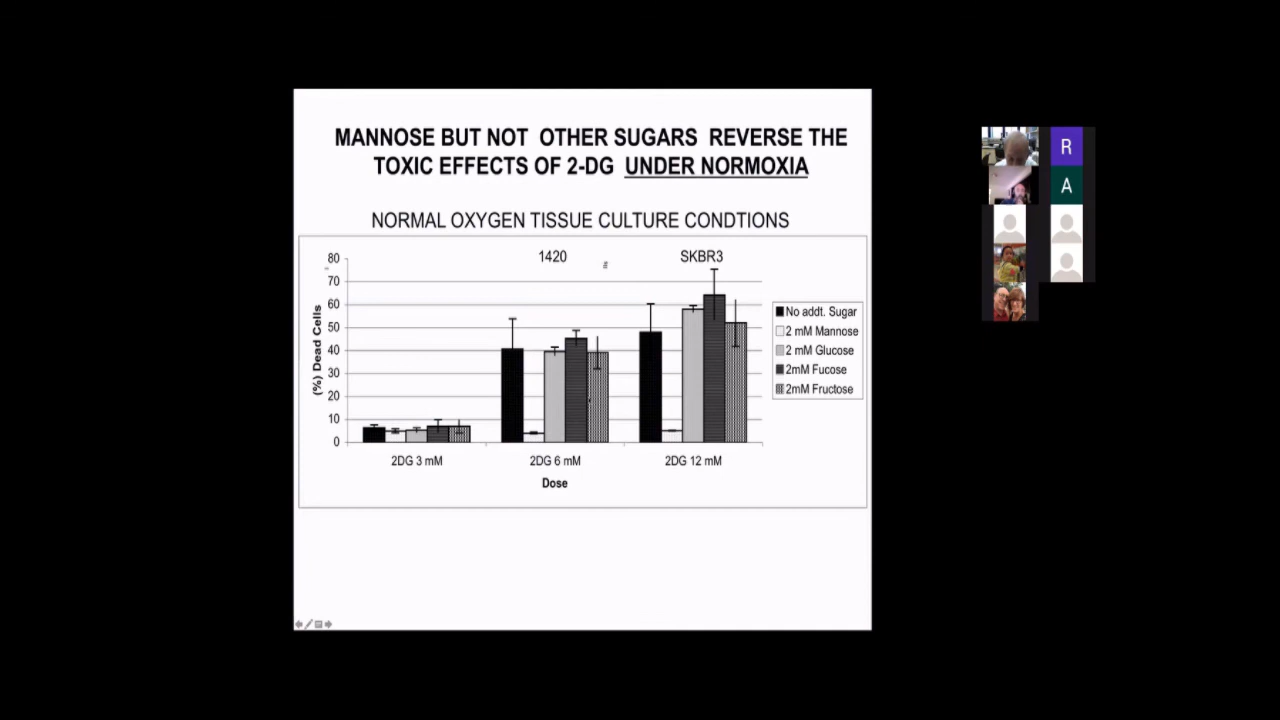 MANNOSE BUT NOT OTHER SUGARS REVERSE THE
TOXIC EFFECTS OF 2-DG UNDER NORMOXIA
NORMAL OXYGEN TISSUE CULTURE CONDTIONS
1420
SKBR3
80
70
60
50
40
30
20
10
0
(%) Dead Cells
2DG 3 mM
2DG 6 mM
2DG 12 mM
Dose
No addt. Sugar
2 mM Mannose
2 mM Glucose
2mM Fucose
2mM Fructose
R
A